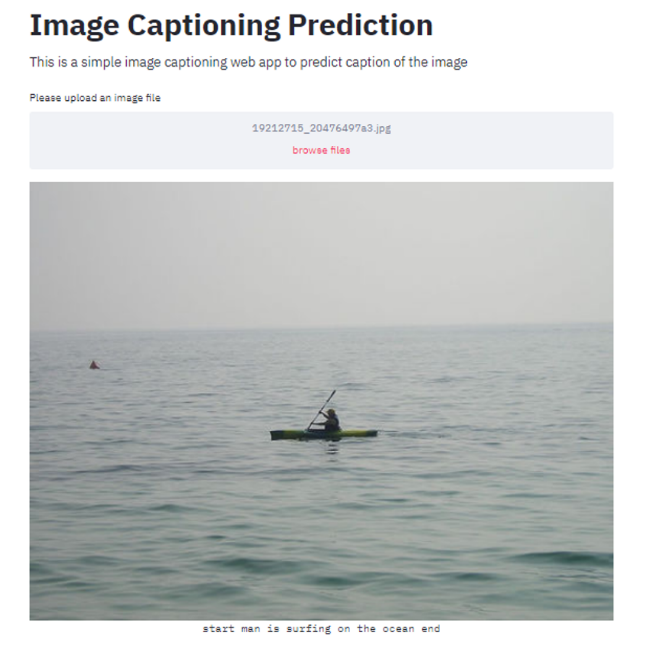 Image Captioning Prediction
This is a simple image captioning web app to predict caption of the image
Please upload an image file
19212715_20476497a3.jpg
browse files
start man is surfing on the ocean end